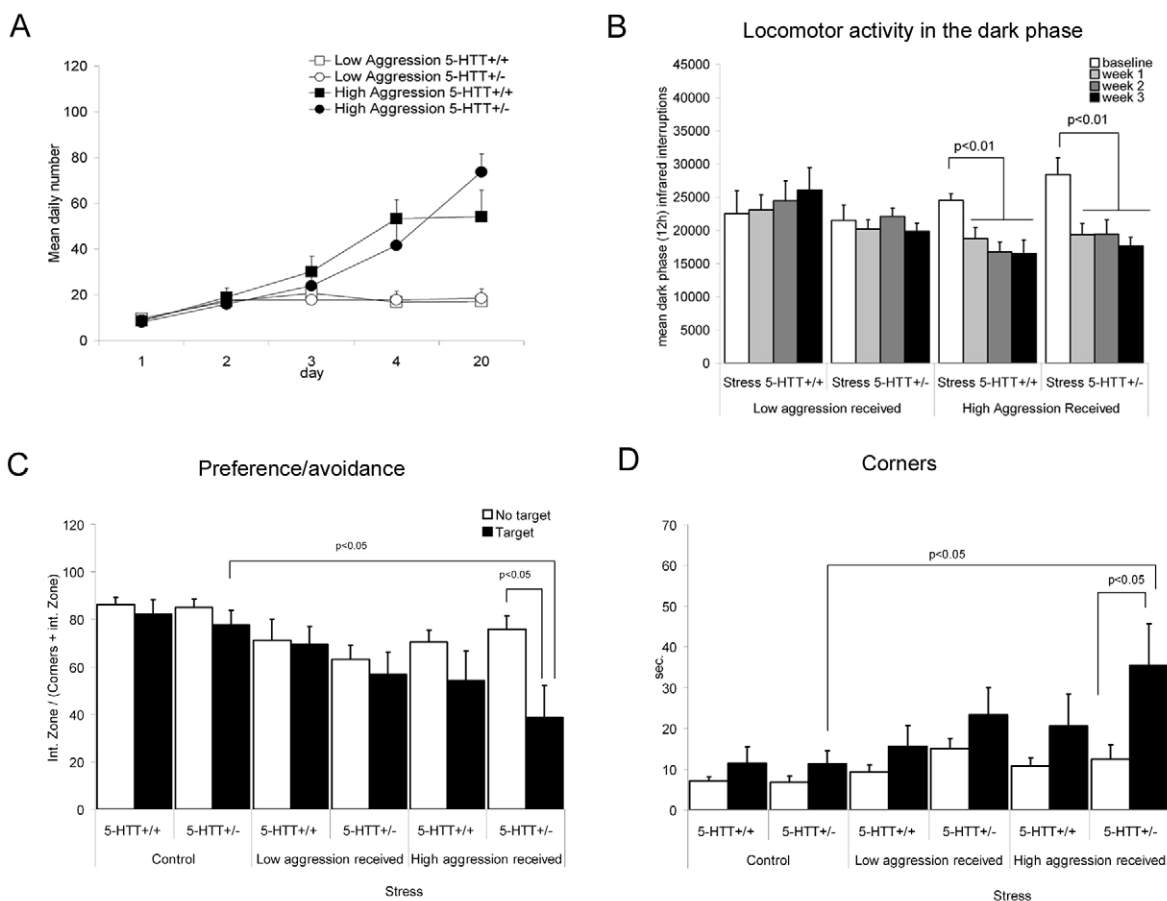 A
Low Aggression 5-HTT+/+
Low Aggression 5-HTT+/-
High Aggression 5-HTT+/+
High Aggression 5-HTT+/-
Mean daily number
120
100
80
60
40
20
0
1 2 3 4 20
day
B
Locomotor activity in the dark phase
baseline
week 1
week 2
week 3
mean dark phase (12h) infrared interruptions
45000
40000
35000
30000
25000
20000
15000
10000
5000
0
p<0.01
p<0.01
Stress 5-HTT+/+ Stress 5-HTT+/- Stress 5-HTT+/+ Stress 5-HTT+/-
Low aggression received High Aggression Received
C
Preference/avoidance
No target
Target
Int. Zone / (Corners + int. Zone)
120
100
80
60
40
20
0
p<0.05
p<0.05
5-HTT+/+ 5-HTT+/- 5-HTT+/+ 5-HTT+/- 5-HTT+/+ 5-HTT+/-
Control Low aggression received High aggression received
Stress
D
Corners
sec.
70
60
50
40
30
20
10
0
p<0.05
p<0.05
5-HTT+/+ 5-HTT+/- 5-HTT+/+ 5-HTT+/- 5-HTT+/+ 5-HTT+/-
Control Low aggression received High aggression received
Stress